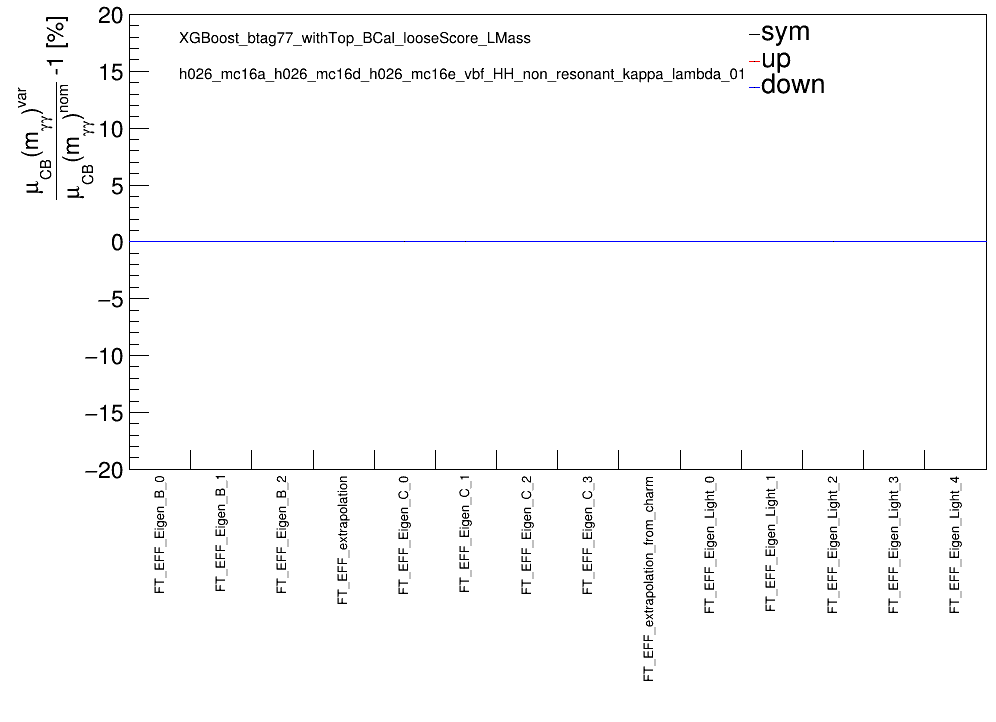 μCB(mγγ)var
μCB(mγγ)nom -1 [%]
XGBoost_btag77_withTop_BCal_looseScore_LMass
h026_mc16a_h026_mc16d_h026_mc16e_vbf_HH_non_resonant_kappa_lambda_01
sym
up
down
20
15
10
5
0
−5
−10
−15
−20
FT_EFF_Eigen_B_0
FT_EFF_Eigen_B_1
FT_EFF_Eigen_B_2
FT_EFF_extrapolation
FT_EFF_Eigen_C_0
FT_EFF_Eigen_C_1
FT_EFF_Eigen_C_2
FT_EFF_Eigen_C_3
FT_EFF_extrapolation_from_charm
FT_EFF_Eigen_Light_0
FT_EFF_Eigen_Light_1
FT_EFF_Eigen_Light_2
FT_EFF_Eigen_Light_3
FT_EFF_Eigen_Light_4